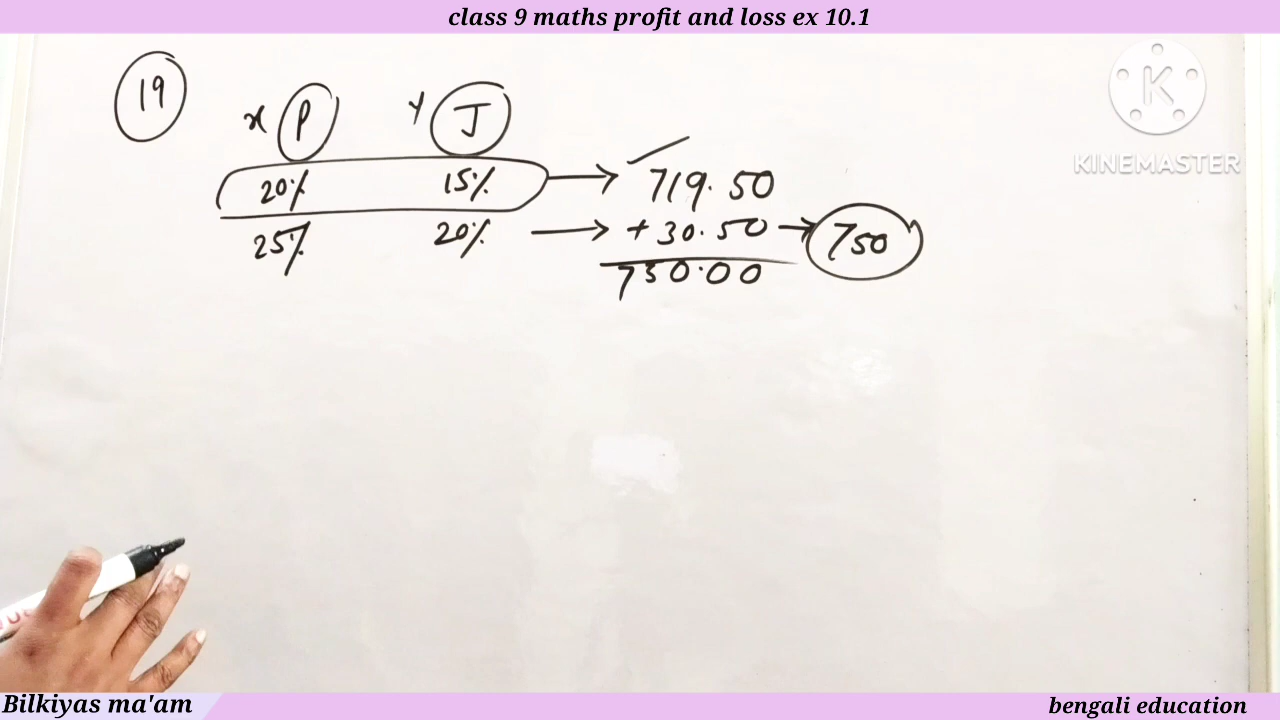 class 9 maths profit and loss ex 10.1
19
x P y J
K
KINEMASTER
20% 15% → 719.50
25% 20% → + 30.50 → 750
750.00
Bilkiyas ma'am
bengali education